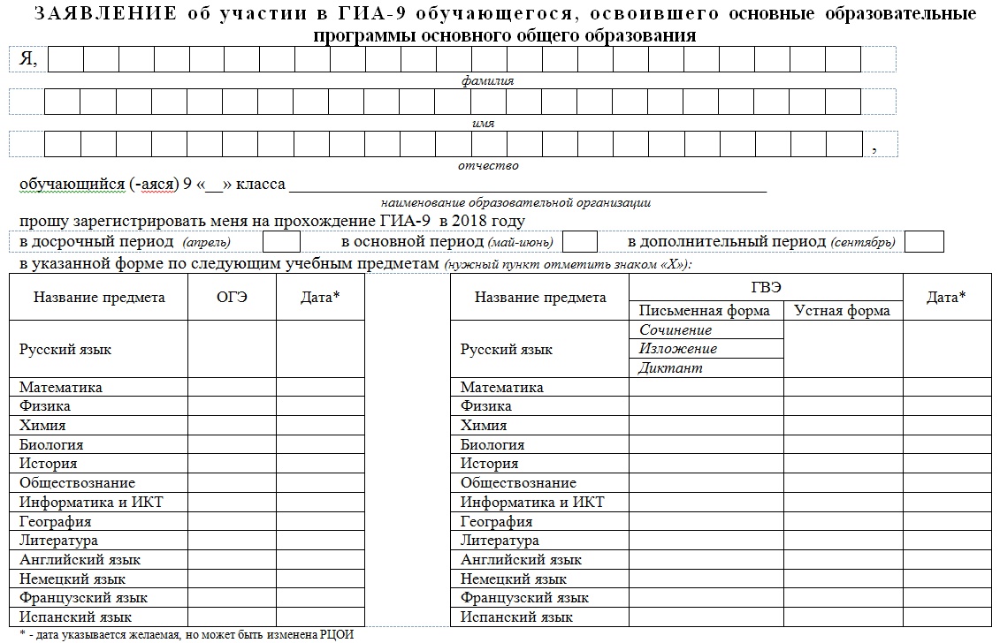 ЗАЯВЛЕНИЕ об участии в ГИА-9 обучающегося, освоившего основные образовательные
программы основного общего образования
Я,
фамилия
имя
,
отчество
обучающийся (-аяся) 9 «__» класса ______________________________________________________
наименование образовательной организации
прошу зарегистрировать меня на прохождение ГИА-9 в 2018 году
в досрочный период (апрель) в основной период (май-июнь) в дополнительный период (сентябрь)
в указанной форме по следующим учебным предметам (нужный пункт отметить знаком «Х»):
Название предмета ОГЭ Дата* Название предмета ГВЭ Дата*
Письменная форма Устная форма
Русский язык Русский язык Сочинение
Изложение
Диктант
Математика Математика
Физика Физика
Химия Химия
Биология Биология
История История
Обществознание Обществознание
Информатика и ИКТ Информатика и ИКТ
География География
Литература Литература
Английский язык Английский язык
Немецкий язык Немецкий язык
Французский язык Французский язык
Испанский язык Испанский язык
* - дата указывается желаемая, но может быть изменена РЦОИ